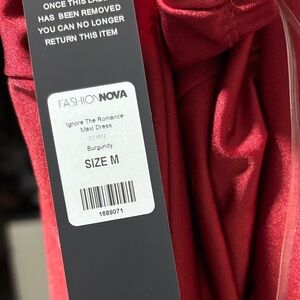 ONCE THIS LABEL
HAS BEEN REMOVED
YOU CAN NO LONGER
RETURN THIS ITEM
FASHIONNOVA
Ignore The Romance
Maxi Dress
Burgundy
SIZE M
1689071